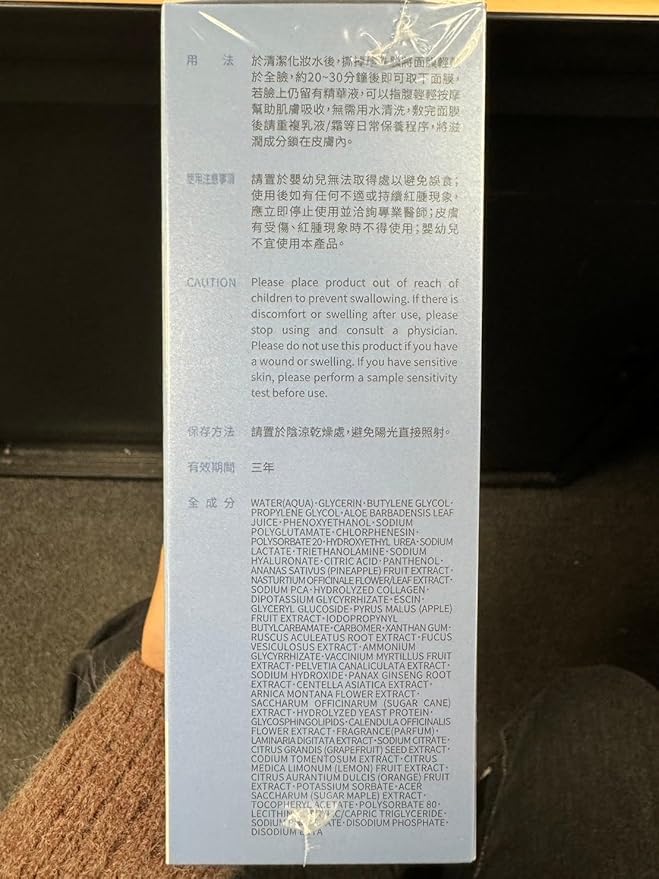 用法 於清潔化妝水後，撕掉 將面膜輕
於全臉，約20~30分鐘後即可取下面膜，
若臉上仍留有精華液，可以指腹輕輕按摩
幫助肌膚吸收，無需用水清洗，敷完面膜
後請重複乳液/霜等日常保養程序，將滋
潤成分鎖在皮膚內。
使用注意事項 請置於嬰幼兒無法取得處以避免誤食；
使用後如有任何不適或持續紅腫現象，
應立即停止使用並洽詢專業醫師；皮膚
有受傷、紅腫現象時不得使用；嬰幼兒
不宜使用本產品。
CAUTION Please place product out of reach of
children to prevent swallowing. If there is
discomfort or swelling after use, please
stop using and consult a physician.
Please do not use this product if you have
a wound or swelling. If you have sensitive
skin, please perform a sample sensitivity
test before use.
保存方法 請置於陰涼乾燥處，避免陽光直接照射。
有效期間 三年
全成分 WATER(AQUA)·GLYCERIN·BUTYLENE GLYCOL·
PROPYLENE GLYCOL·ALOE BARBADENSIS LEAF
JUICE·PHENOXYETHANOL·SODIUM
POLYGLUTAMATE·CHLORPHENESIN·
POLYSORBATE 20·HYDROXYETHYL UREA·SODIUM
LACTATE·TRIETHANOLAMINE·SODIUM
HYALURONATE·CITRIC ACID·PANTHENOL·
ANANAS SATIVUS (PINEAPPLE) FRUIT EXTRACT·
NASTURTIUM OFFICINALE FLOWER/LEAF EXTRACT·
SODIUM PCA·HYDROLYZED COLLAGEN·
DIPOTASSIUM GLYCYRRHIZATE·ESCIN·
GLYCERYL GLUCOSIDE·PYRUS MALUS (APPLE)
FRUIT EXTRACT·IODOPROPYNYL
BUTYLCARBAMATE·CARBOMER·XANTHAN GUM·
RUSCUS ACULEATUS ROOT EXTRACT·FUCUS
VESICULOSUS EXTRACT·AMMONIUM
GLYCYRRHIZATE·VACCINIUM MYRTILLUS FRUIT
EXTRACT·PELVETIA CANALICULATA EXTRACT·
SODIUM HYDROXIDE·PANAX GINSENG ROOT
EXTRACT·CENTELLA ASIATICA EXTRACT·
ARNICA MONTANA FLOWER EXTRACT·
SACCHARUM OFFICINARUM (SUGAR CANE)
EXTRACT·HYDROLYZED YEAST PROTEIN·
GLYCOSPHINGOLIPIDS·CALENDULA OFFICINALIS
FLOWER EXTRACT·FRAGRANCE(PARFUM)·
LAMINARIA DIGITATA EXTRACT·SODIUM CITRATE·
CITRUS GRANDIS (GRAPEFRUIT) SEED EXTRACT·
CODIUM TOMENTOSUM EXTRACT·CITRUS
MEDICA LIMONUM (LEMON) FRUIT EXTRACT·
CITRUS AURANTIUM DULCIS (ORANGE) FRUIT
EXTRACT·POTASSIUM SORBATE·ACER
SACCHARUM (SUGAR MAPLE) EXTRACT·
TOCOPHERYL ACETATE·POLYSORBATE 80·
LECITHIN /CAPRIC TRIGLYCERIDE·
SODIUM ·DISODIUM PHOSPHATE·
DISODIUM